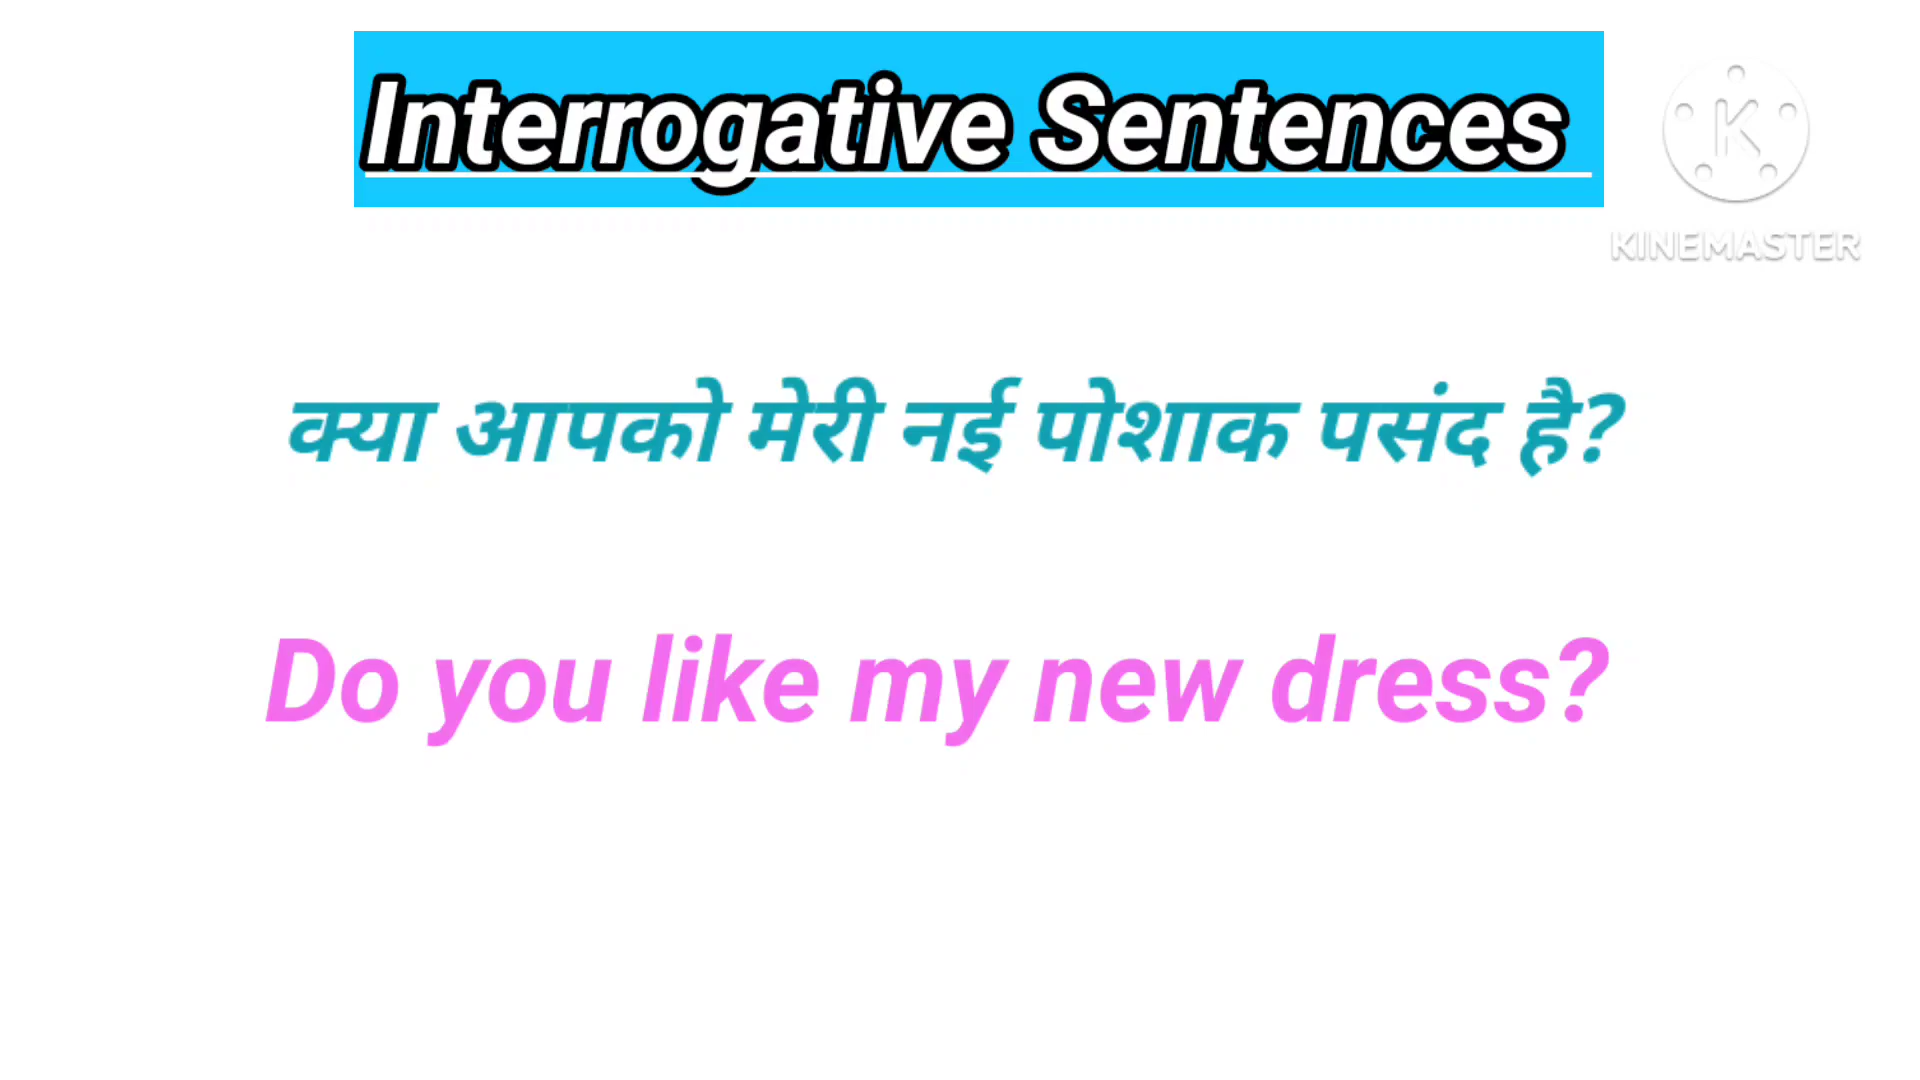 Interrogative Sentences
K
KINEMASTER
क्या आपको मेरी नई पोशाक पसंद है?
Do you like my new dress?